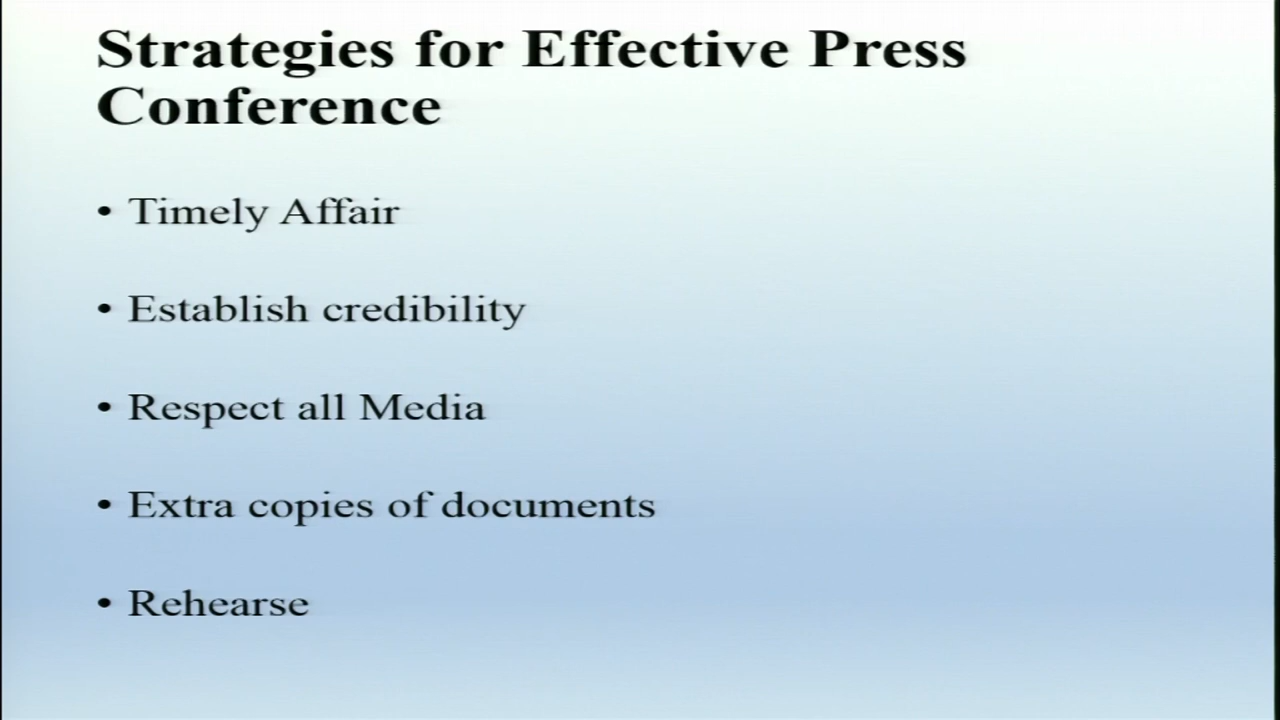 Strategies for Effective Press
Conference
• Timely Affair
• Establish credibility
• Respect all Media
• Extra copies of documents
• Rehearse